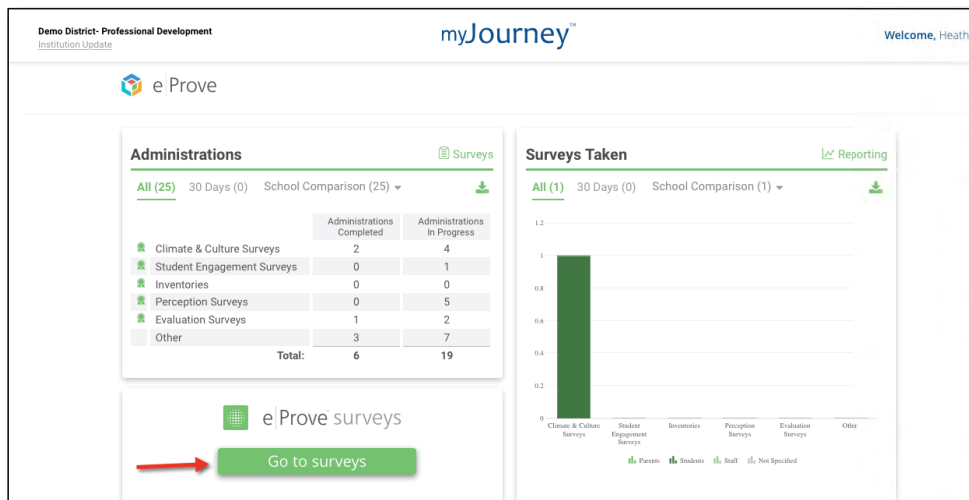 Demo District- Professional Development
Institution Update
myJourney™
Welcome, Heath
e Prove
Administrations
Surveys
All (25) 30 Days (0) School Comparison (25)
Administrations Completed
Administrations In Progress
Climate & Culture Surveys 2 4
Student Engagement Surveys 0 1
Inventories 0 0
Perception Surveys 0 5
Evaluation Surveys 1 2
Other 3 7
Total: 6 19
e Prove™ surveys
Go to surveys
Surveys Taken
Reporting
All (1) 30 Days (0) School Comparison (1)
1.2
1
0.8
0.6
0.4
0.2
0
Climate & Culture Surveys
Student Engagement Surveys
Inventories
Perception Surveys
Evaluation Surveys
Other
Parents Students Staff Not Specified